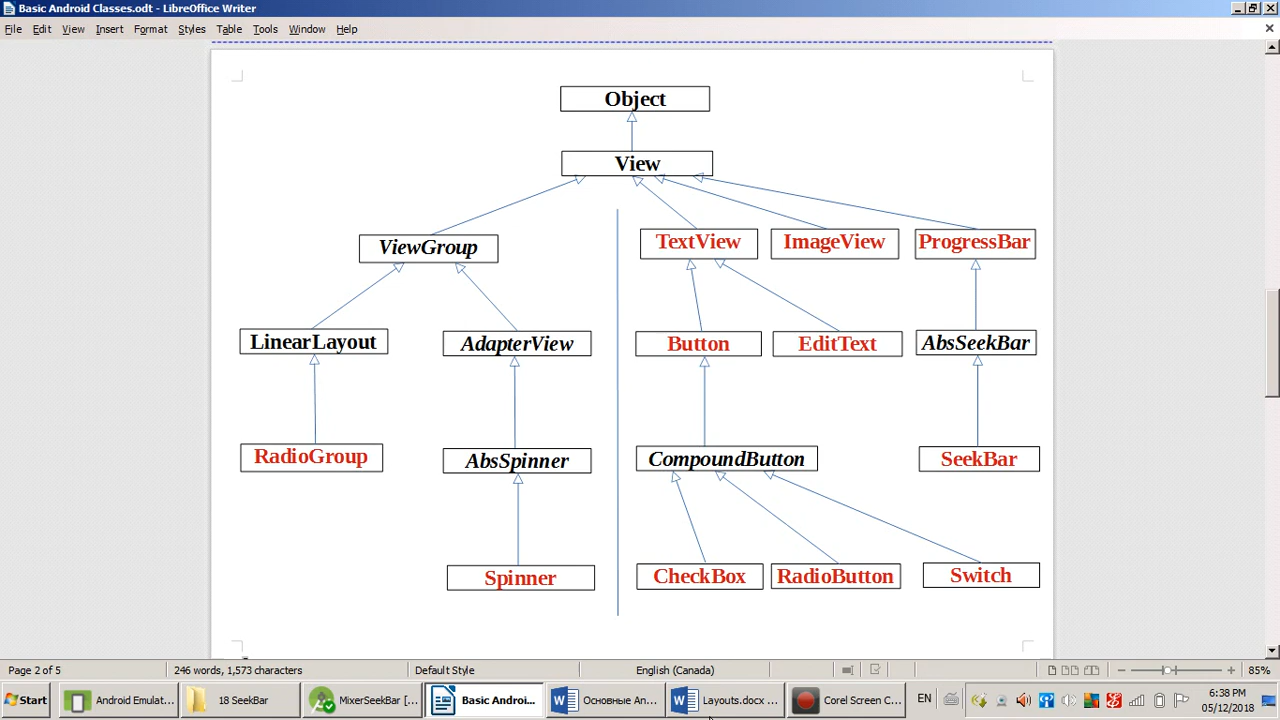 Basic Android Classes.odt - LibreOffice Writer
File Edit View Insert Format Styles Table Tools Window Help
Object
View
ViewGroup TextView ImageView ProgressBar
LinearLayout AdapterView Button EditText AbsSeekBar
RadioGroup AbsSpinner CompoundButton SeekBar
Spinner CheckBox RadioButton Switch
Page 2 of 5 246 words, 1,573 characters Default Style English (Canada) 85%
Start Android Emulat... 18 SeekBar MixerSeekBar [... Basic Androi... Основные An... Layouts.docx ... Corel Screen C... EN 6:38 PM
05/12/2018